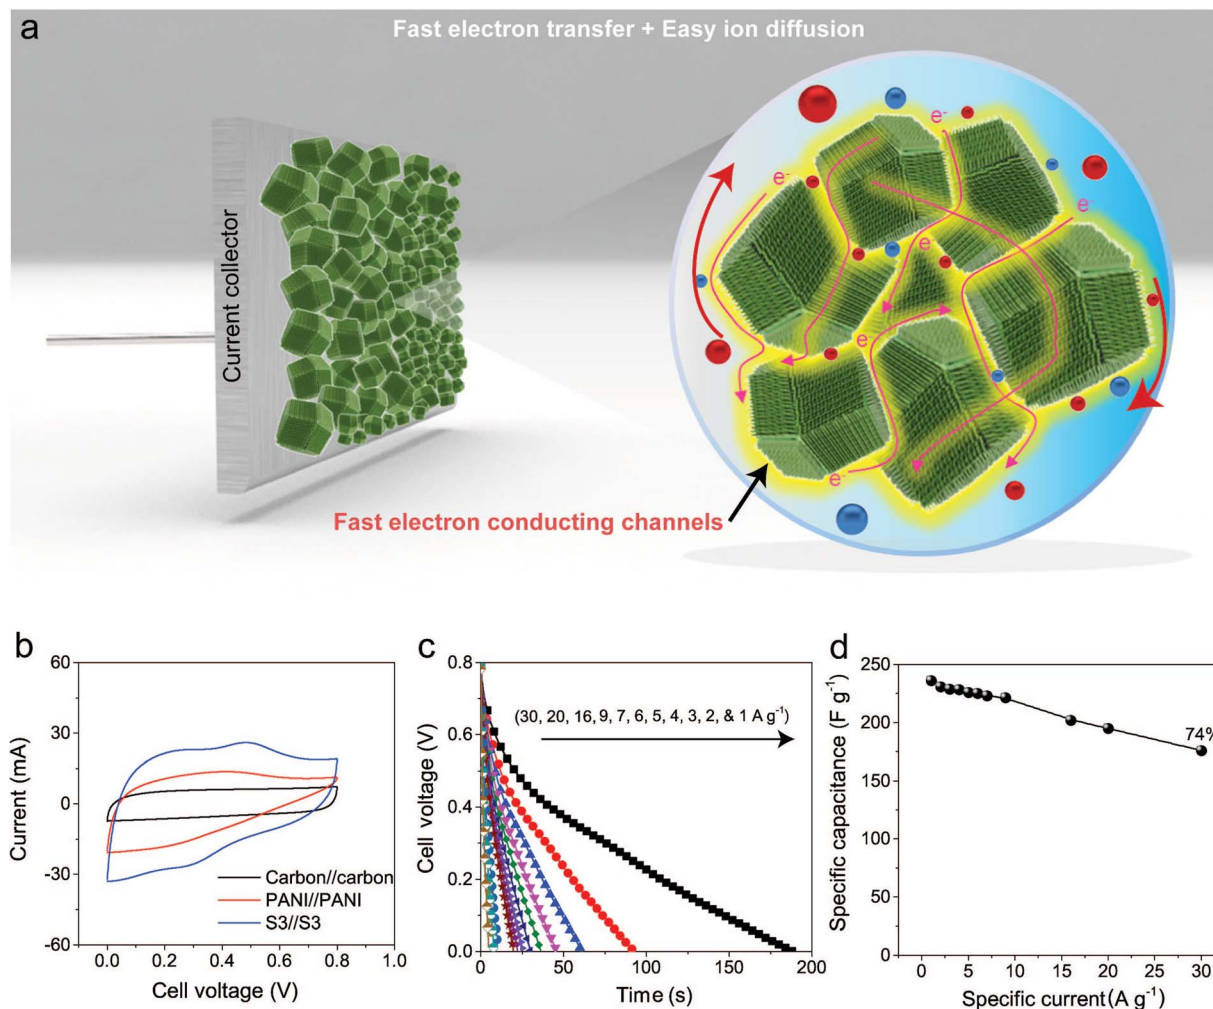 a
Fast electron transfer + Easy ion diffusion
Current collector
e-
e-
e-
e-
e-
e-
Fast electron conducting channels
b
60
30
0
-30
-60
Current (mA)
Carbon//carbon
PANI//PANI
S3//S3
0.0 0.2 0.4 0.6 0.8 1.0
Cell voltage (V)
c
0.8
0.6
0.4
0.2
0.0
Cell voltage (V)
(30, 20, 16, 9, 7, 6, 5, 4, 3, 2, & 1 A g⁻¹)
0 50 100 150 200
Time (s)
d
250
200
150
100
50
0
Specific capacitance (F g⁻¹)
74%
0 5 10 15 20 25 30
Specific current(A g⁻¹)